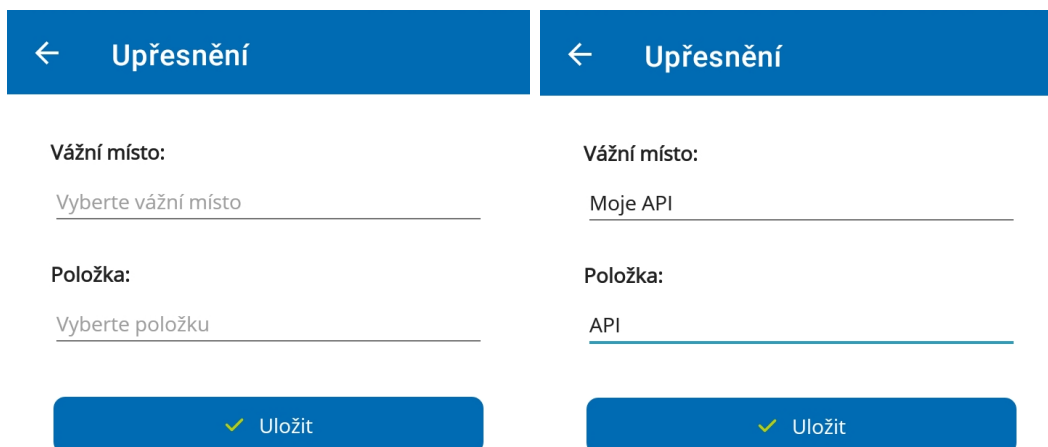 Upřesnění
Vážní místo:
Vyberte vážní místo
Položka:
Vyberte položku
Uložit
Upřesnění
Vážní místo:
Moje API
Položka:
API
Uložit